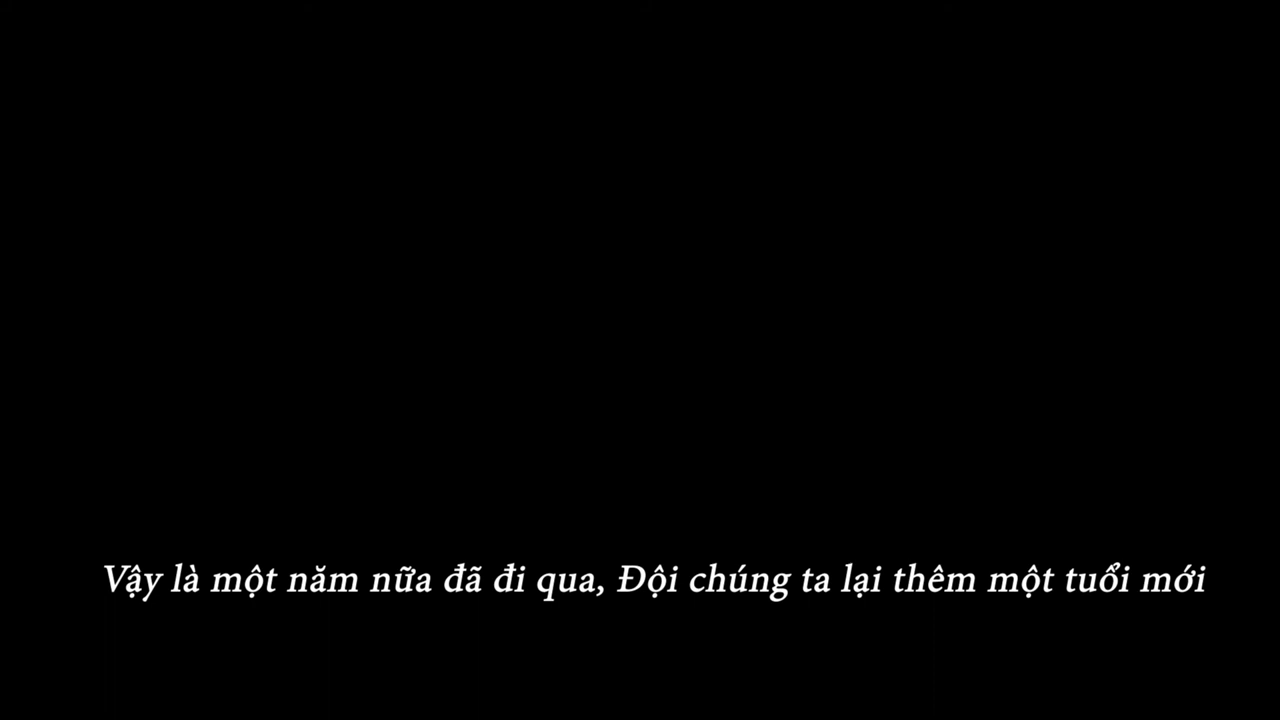 Vậy là một năm nữa đã đi qua, Đội chúng ta lại thêm một tuổi mới